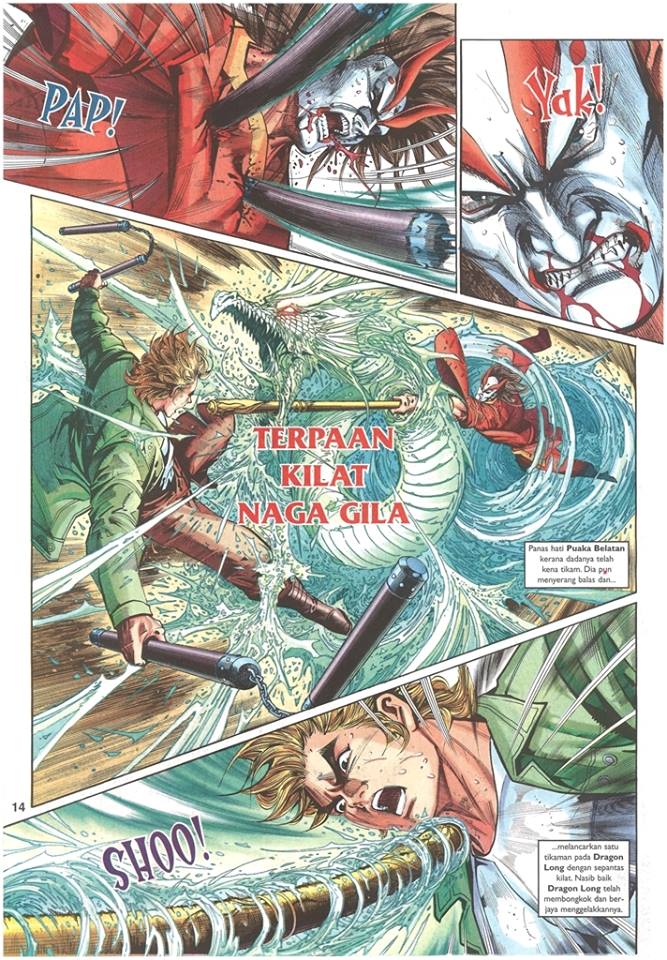 PAP!
Yak!
TERPAAN
KILAT
NAGA GILA
Panas hati Puaka Belatan
kerana dadanya telah
kena tikam. Dia pun
menyerang balas dan...
14
SHOO!
...melancarkan satu
tikaman pada Dragon
Long dengan sepantas
kilat. Nasib baik
Dragon Long telah
membongkok dan ber-
jaya menggelakkannya.